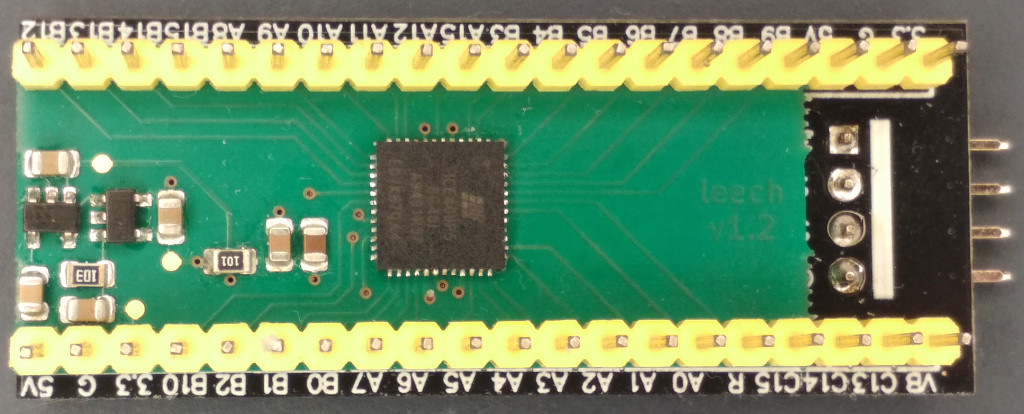 B12 B13 B14 B15 A8 A9 A10 A11 A12 A15 B3 B4 B5 B6 B7 B8 B9 5V G 3.3
leech
v1.2
101
103
5V G 3.3 B10 B2 B1 B0 A7 A6 A5 A4 A3 A2 A1 A0 R C15 C14 C13 VB